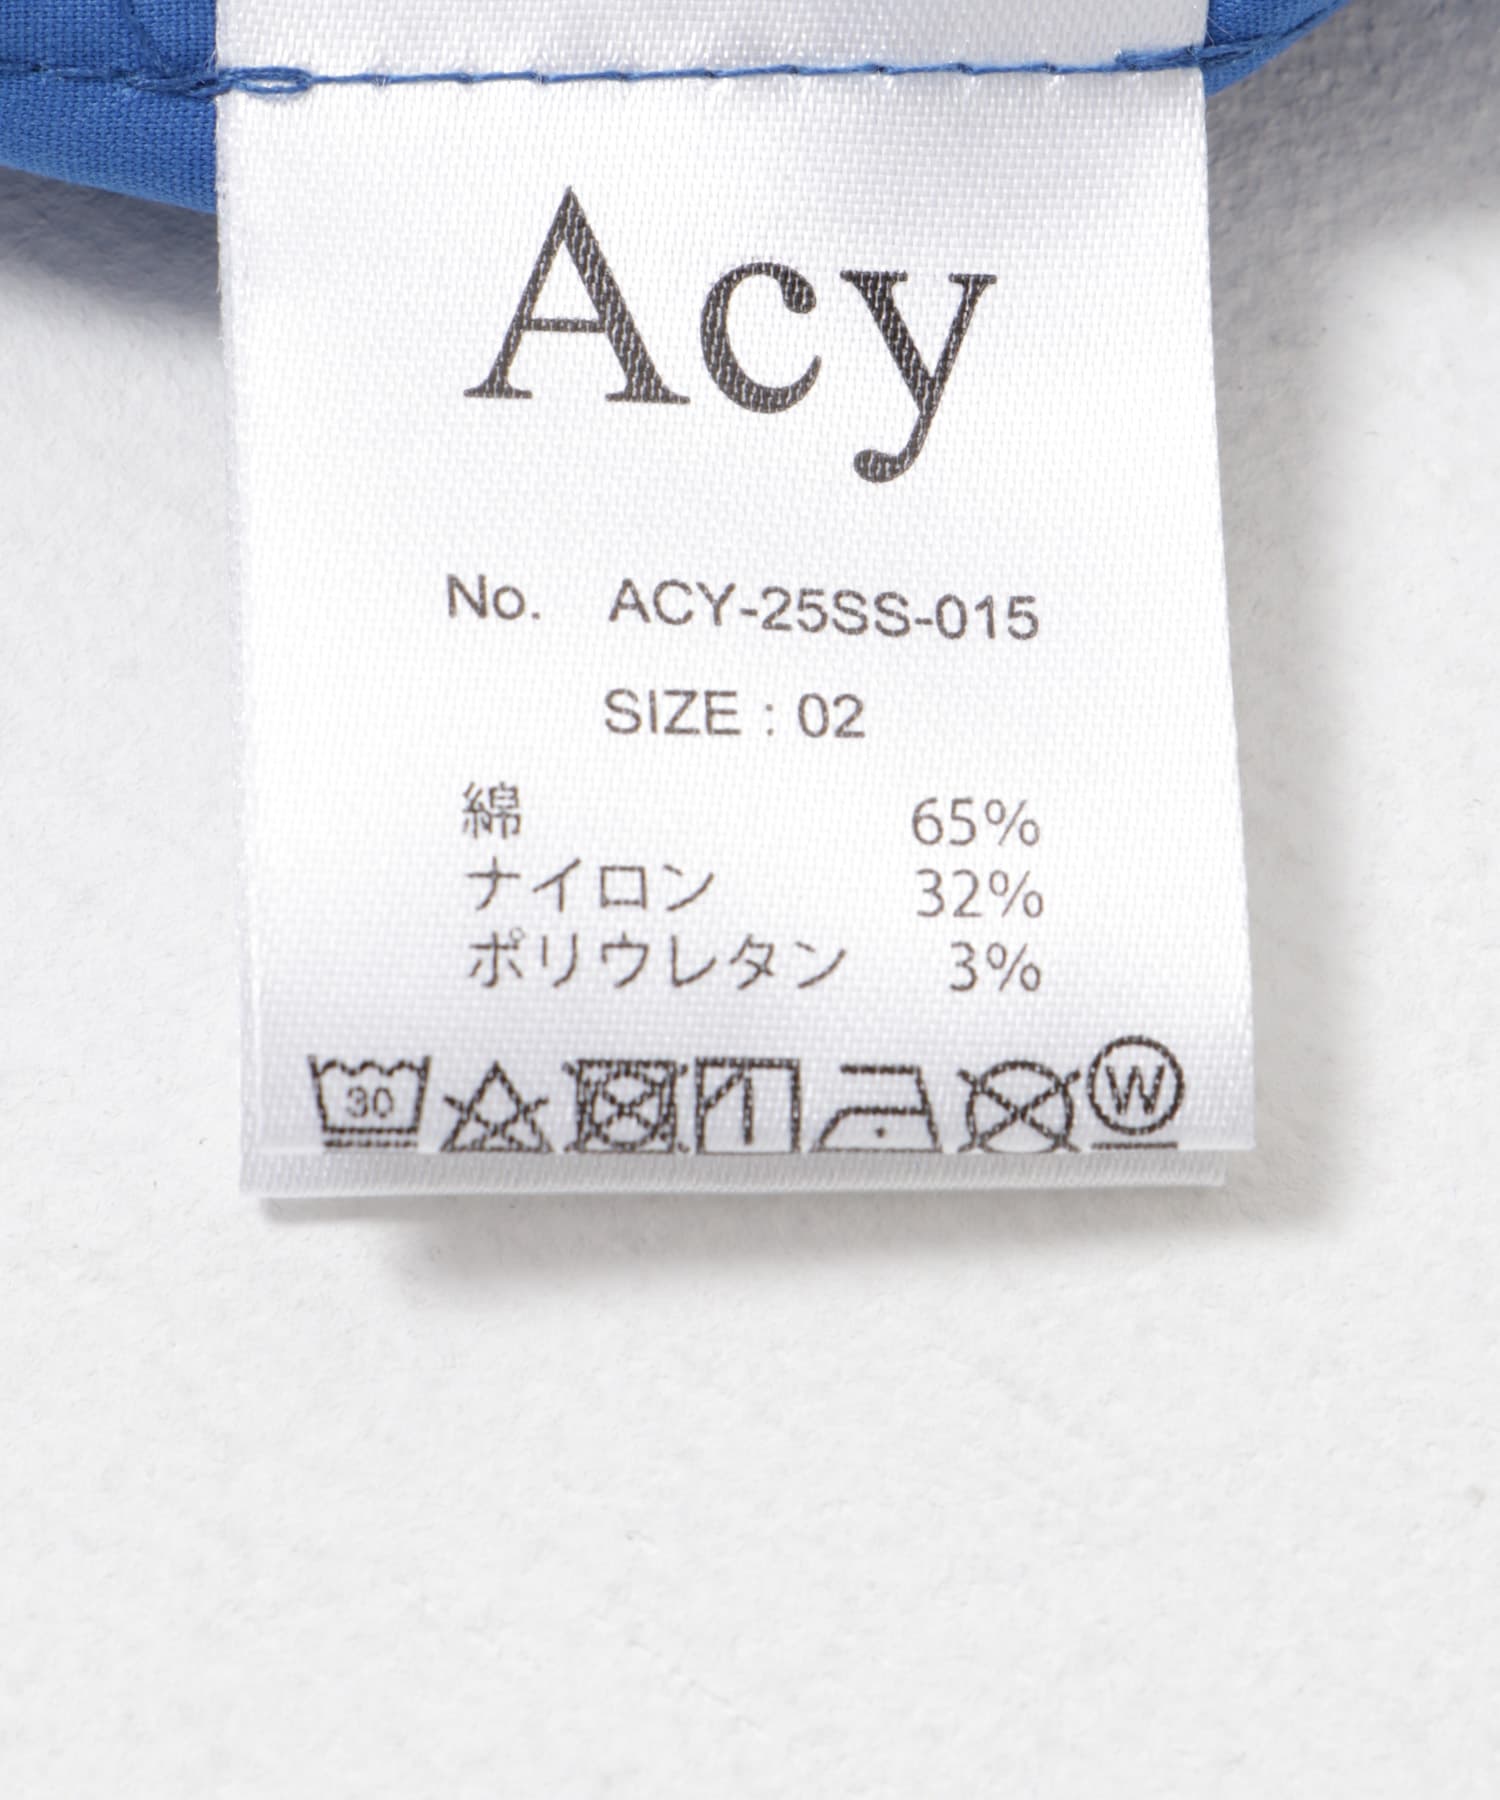 Acy
No. ACY-25SS-015
SIZE : 02
綿 65%
ナイロン 32%
ポリウレタン 3%
30 W